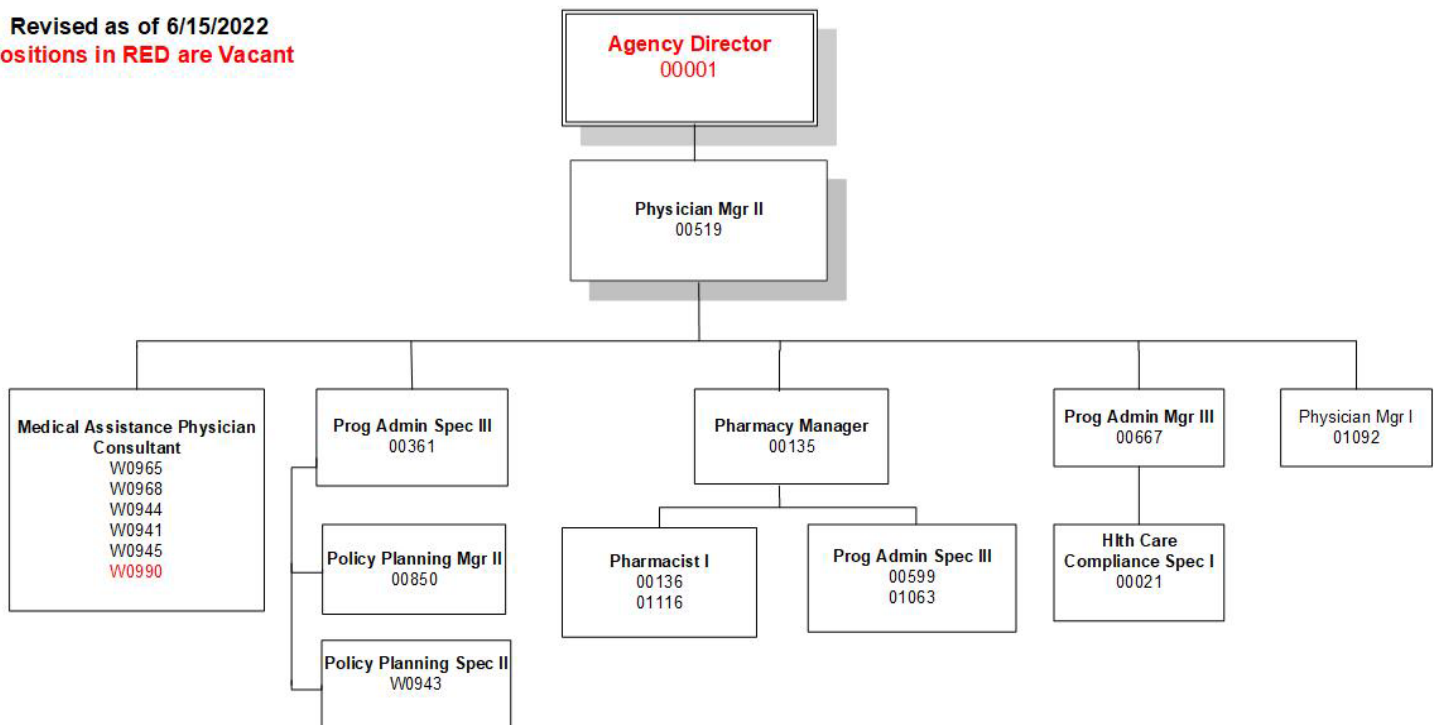 Revised as of 6/15/2022
ositions in RED are Vacant
Agency Director
00001
Physician Mgr II
00519
Medical Assistance Physician
Consultant
W0965
W0968
W0944
W0941
W0945
W0990
Prog Admin Spec III
00361
Policy Planning Mgr II
00850
Policy Planning Spec II
W0943
Pharmacy Manager
00135
Pharmacist I
00136
01116
Prog Admin Spec III
00599
01063
Prog Admin Mgr III
00667
Hlth Care
Compliance Spec I
00021
Physician Mgr I
01092